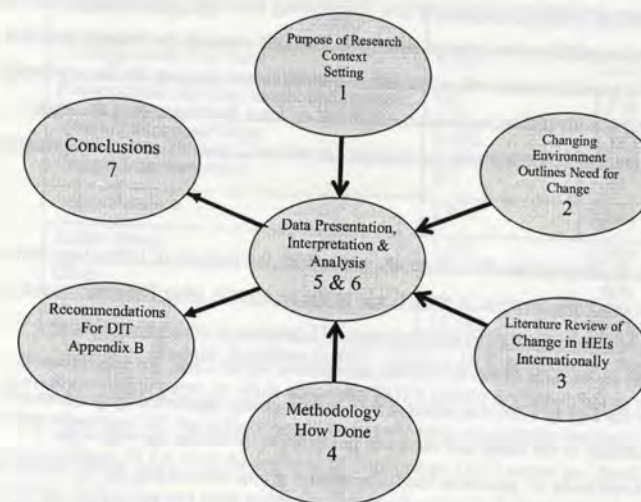 Purpose of Research
Context
Setting
1
Changing
Environment
Outlines Need for
Change
2
Literature Review of
Change in HEIs
Internationally
3
Methodology
How Done
4
Data Presentation,
Interpretation &
Analysis
5 & 6
Recommendations
For DIT
Appendix B
Conclusions
7